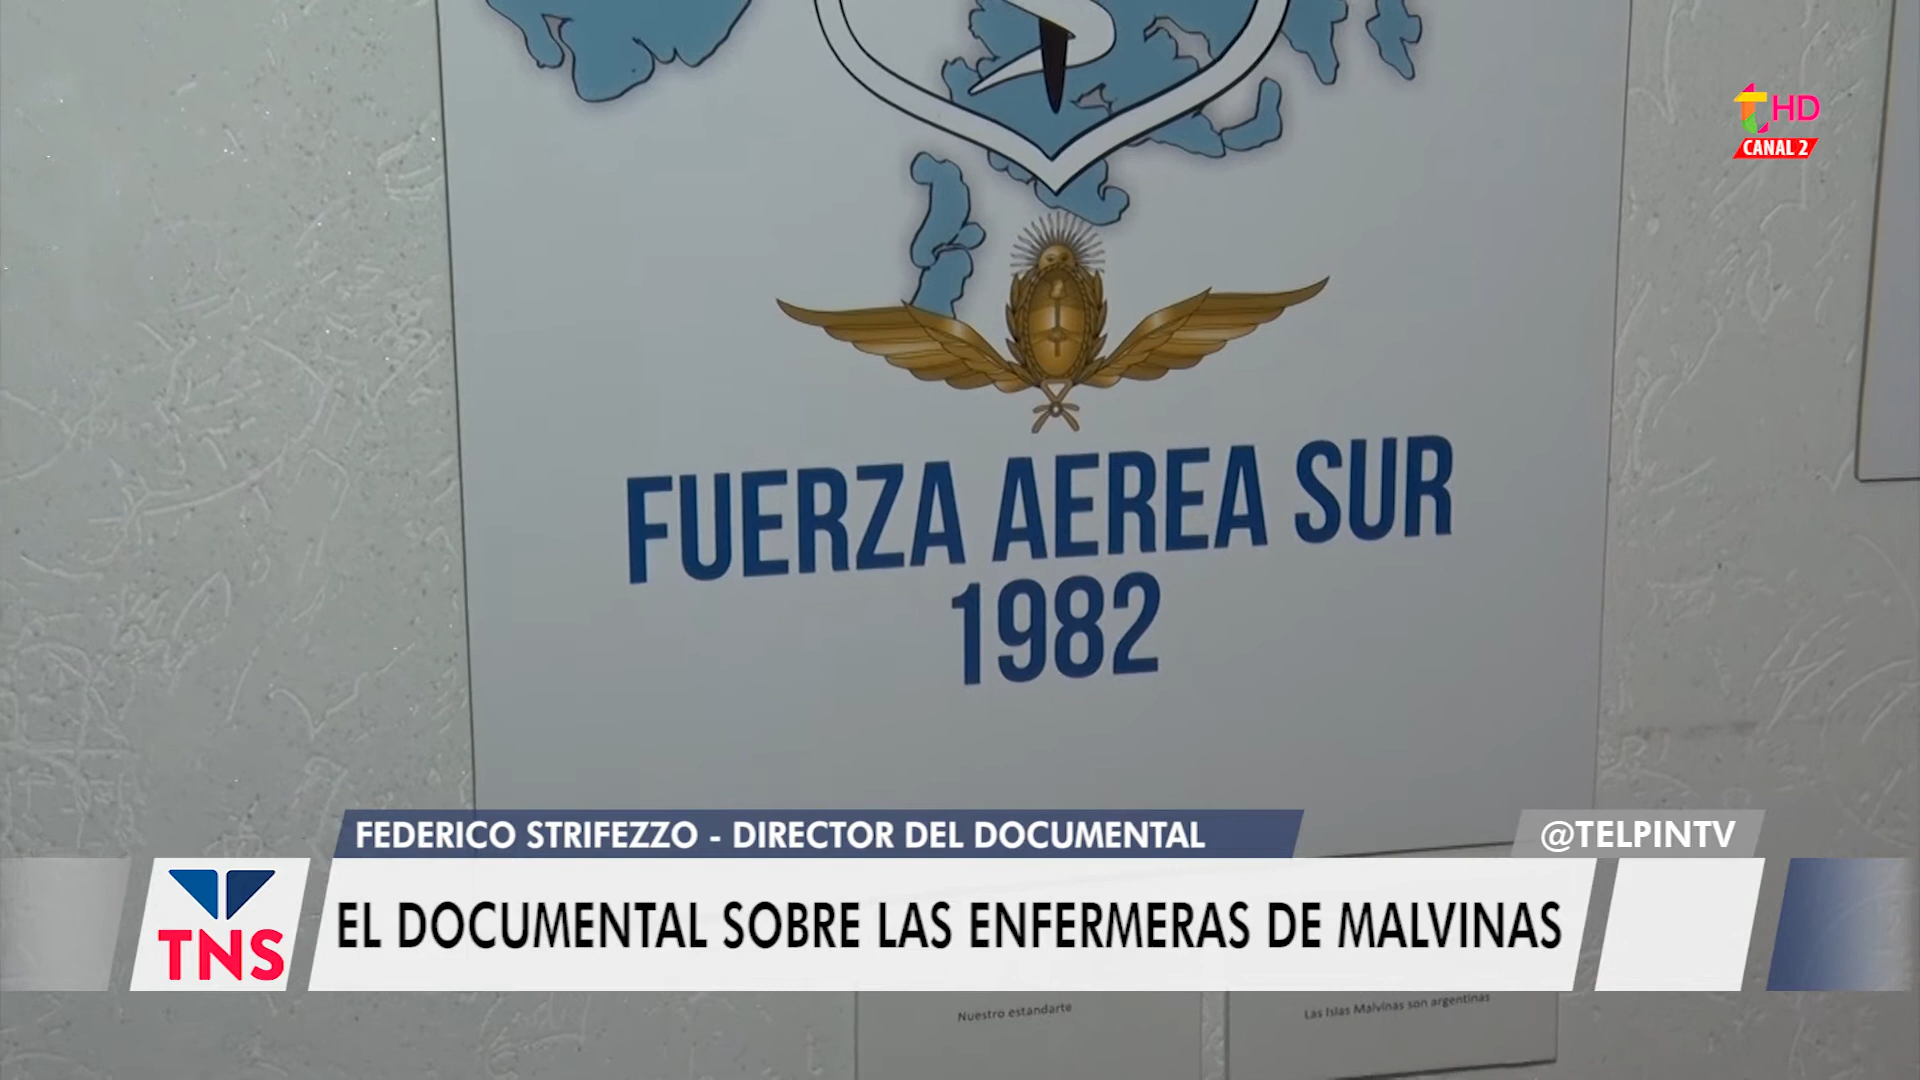 HD
CANAL 2
FUERZA AEREA SUR
1982
FEDERICO STRIFEZZO - DIRECTOR DEL DOCUMENTAL
@TELPINTV
TNS
EL DOCUMENTAL SOBRE LAS ENFERMERAS DE MALVINAS
Nuestro estandarte
Las Islas Malvinas son argentinas